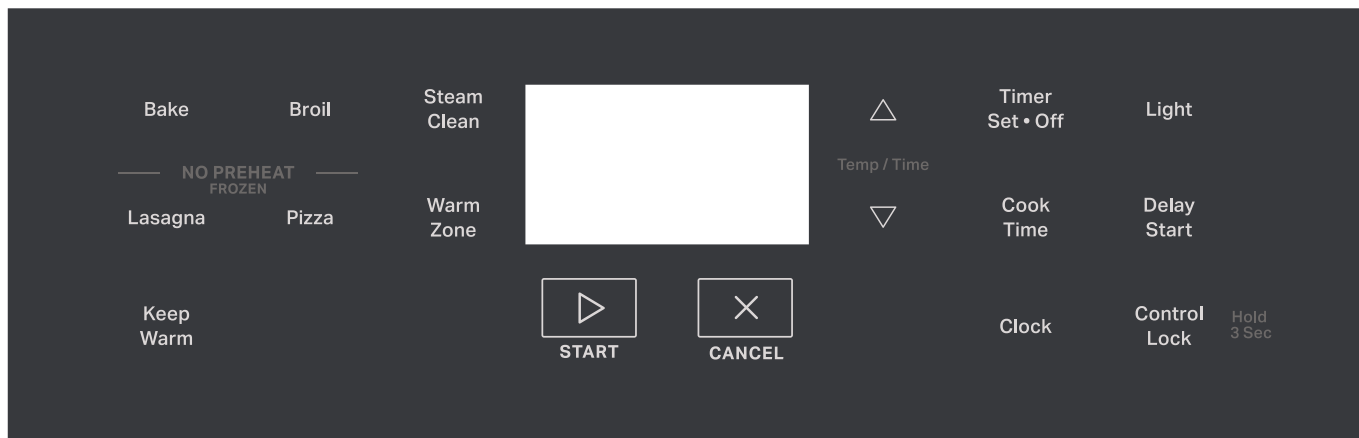 Bake
Broil
Steam
Clean
NO PREHEAT
FROZEN
Lasagna
Pizza
Warm
Zone
Keep
Warm
START
CANCEL
Temp / Time
Timer
Set • Off
Light
Cook
Time
Delay
Start
Clock
Control
Lock
Hold
3 Sec